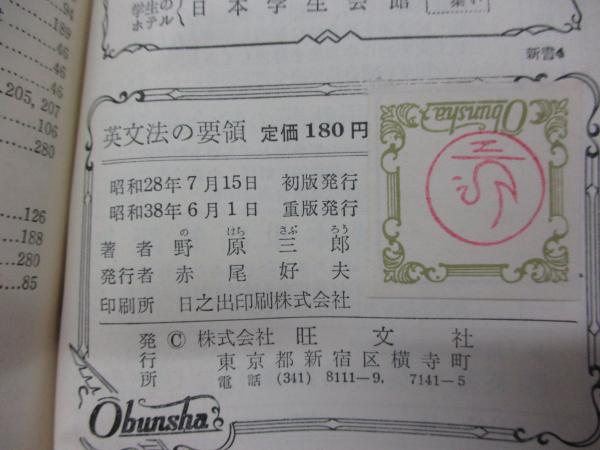 94
189
46
46
205, 207
106
280
126
188
280
85
学生の
ホテル
日本学生会館
新書4
英文法の要領 定価 180 円
昭和28年7月15日 初版発行
昭和38年6月1日 重版発行
の はち さぶ ろう
著者 野原三郎
発行者 赤尾好夫
印刷所 日之出印刷株式会社
発行所
© 株式会社 旺文社
東京都新宿区横寺町
電話 (341) 8111—9, 7141—5
Obunsha
Obunsha